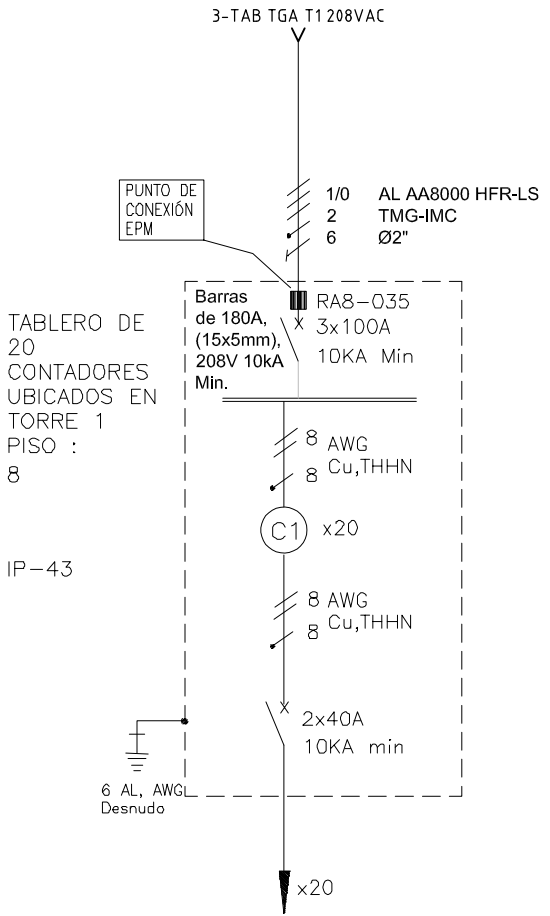 3-TAB TGA T1 208VAC
PUNTO DE
CONEXIÓN
EPM
1/0 AL AA8000 HFR-LS
2 TMG-IMC
6 Ø2"
Barras
de 180A,
(15x5mm),
208V 10kA
Min.
RA8-035
3x100A
10KA Min
TABLERO DE
20
CONTADORES
UBICADOS EN
TORRE 1
PISO :
8
8 AWG
8 Cu,THHN
C1 x20
IP-43
8 AWG
8 Cu,THHN
2x40A
10KA min
6 AL, AWG
Desnudo
x20